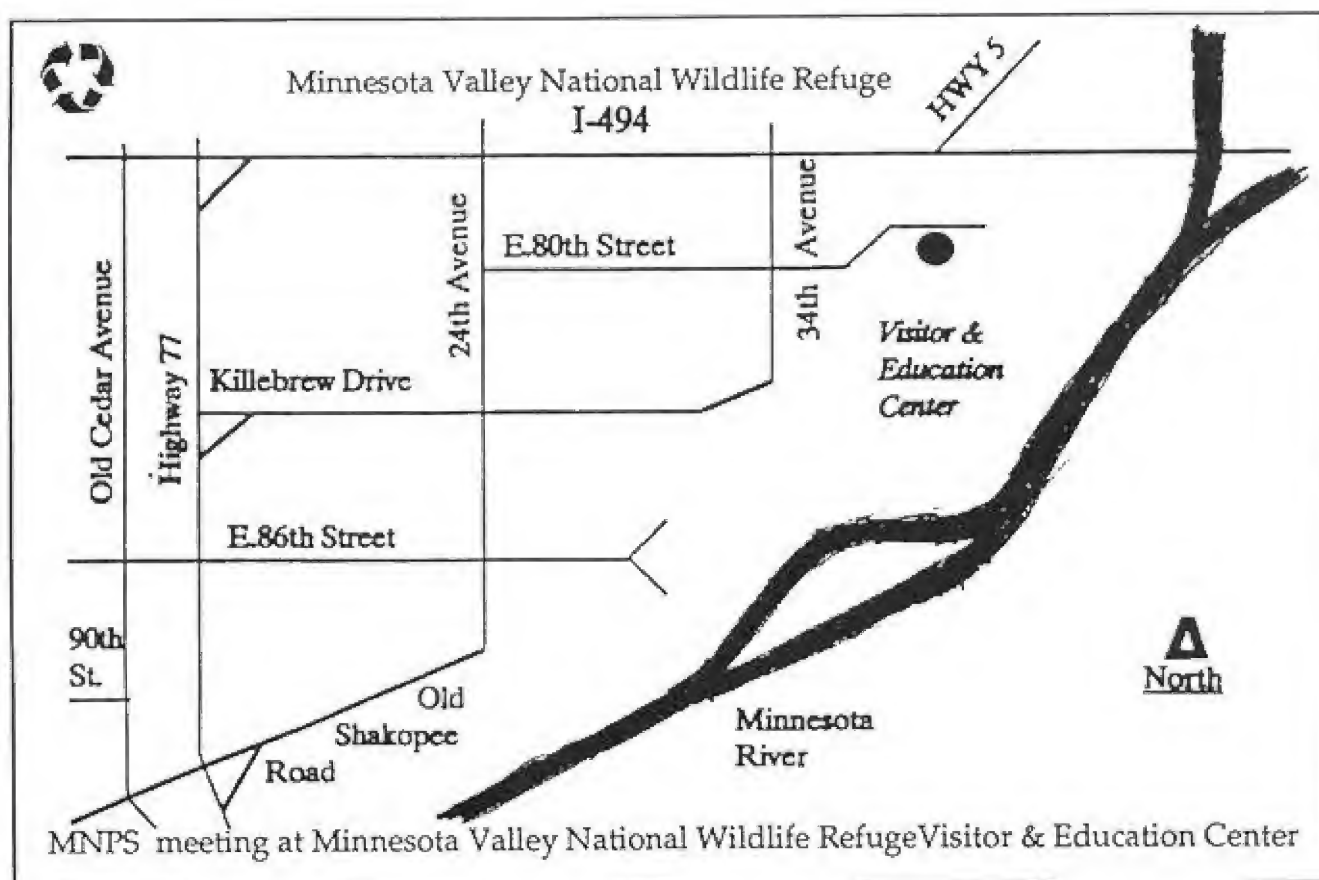 Minnesota Valley National Wildlife Refuge
I-494
HWY 5
Old Cedar Avenue
Highway 77
24th Avenue
34th Avenue
E.80th Street
Visitor &
Education
Center
Killebrew Drive
E.86th Street
90th
St.
Old
Shakopee
Road
Minnesota
River
North
MNPS meeting at Minnesota Valley National Wildlife RefugeVisitor & Education Center